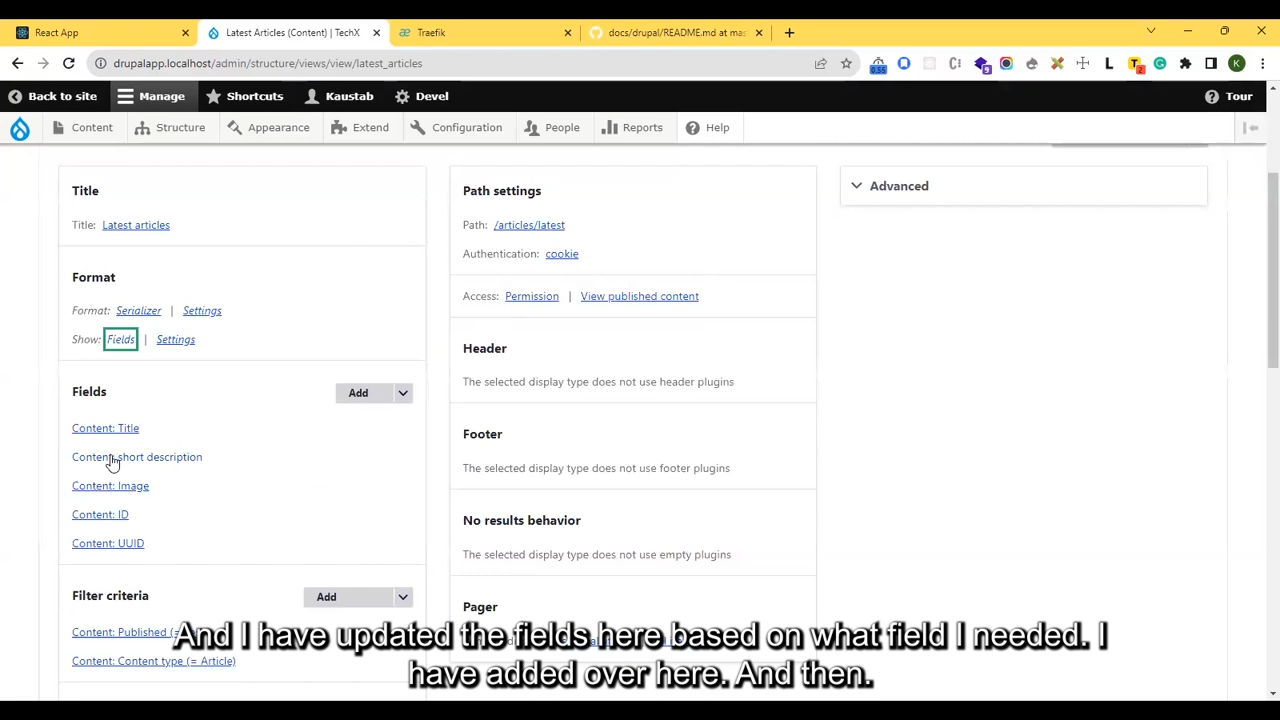 React App
Latest Articles (Content) | TechX
Traefik
docs/drupal/README.md at mas
drupalapp.localhost/admin/structure/views/view/latest_articles
0.55
9
2
K
Back to site
Manage
Shortcuts
Kaustab
Devel
Tour
Content
Structure
Appearance
Extend
Configuration
People
Reports
Help
Title
Title: Latest articles
Format
Format: Serializer | Settings
Show: Fields | Settings
Fields
Add
Content: Title
Content: short description
Content: Image
Content: ID
Content: UUID
Filter criteria
Add
Content: Published (=
Content: Content type (= Article)
Path settings
Path: /articles/latest
Authentication: cookie
Access: Permission | View published content
Header
The selected display type does not use header plugins
Footer
The selected display type does not use footer plugins
No results behavior
The selected display type does not use empty plugins
Pager
Advanced
And I have updated the fields here based on what field I needed. I
have added over here. And then.